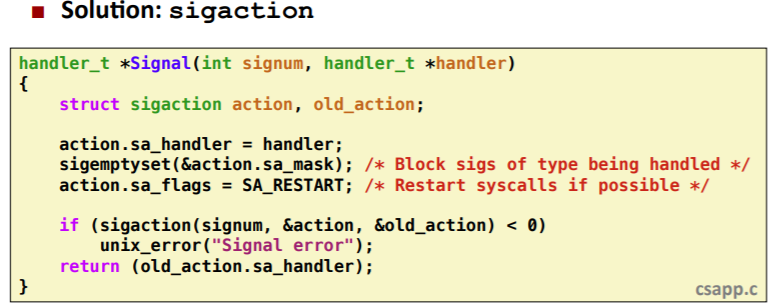 Solution: sigaction
handler_t *Signal(int signum, handler_t *handler)
{
    struct sigaction action, old_action;
    action.sa_handler = handler;
    sigemptyset(&action.sa_mask); /* Block sigs of type being handled */
    action.sa_flags = SA_RESTART; /* Restart syscalls if possible */
    if (sigaction(signum, &action, &old_action) < 0)
        unix_error("Signal error");
    return (old_action.sa_handler);
}
csapp.c